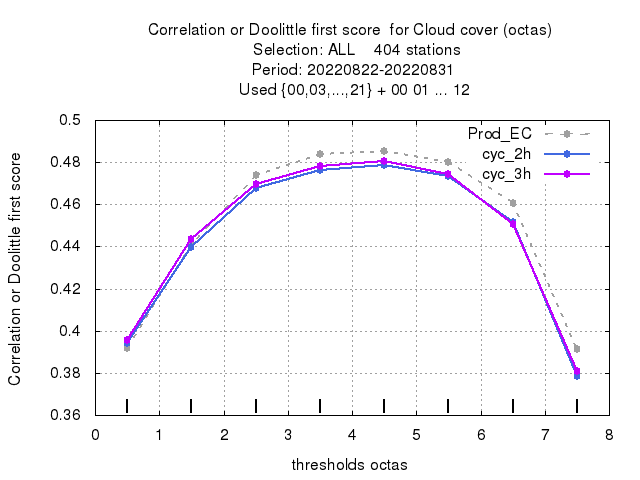 Correlation or Doolittle first score  for Cloud cover (octas)
Selection: ALL    404 stations
Period: 20220822-20220831
Used {00,03,...,21} + 00 01 ... 12
Correlation or Doolittle first score
0.5
0.48
0.46
0.44
0.42
0.4
0.38
0.36
Prod_EC
cyc_2h
cyc_3h
0 1 2 3 4 5 6 7 8
thresholds octas